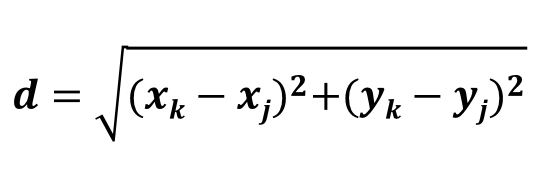 d = √(x_k − x_j)²+(y_k − y_j)²